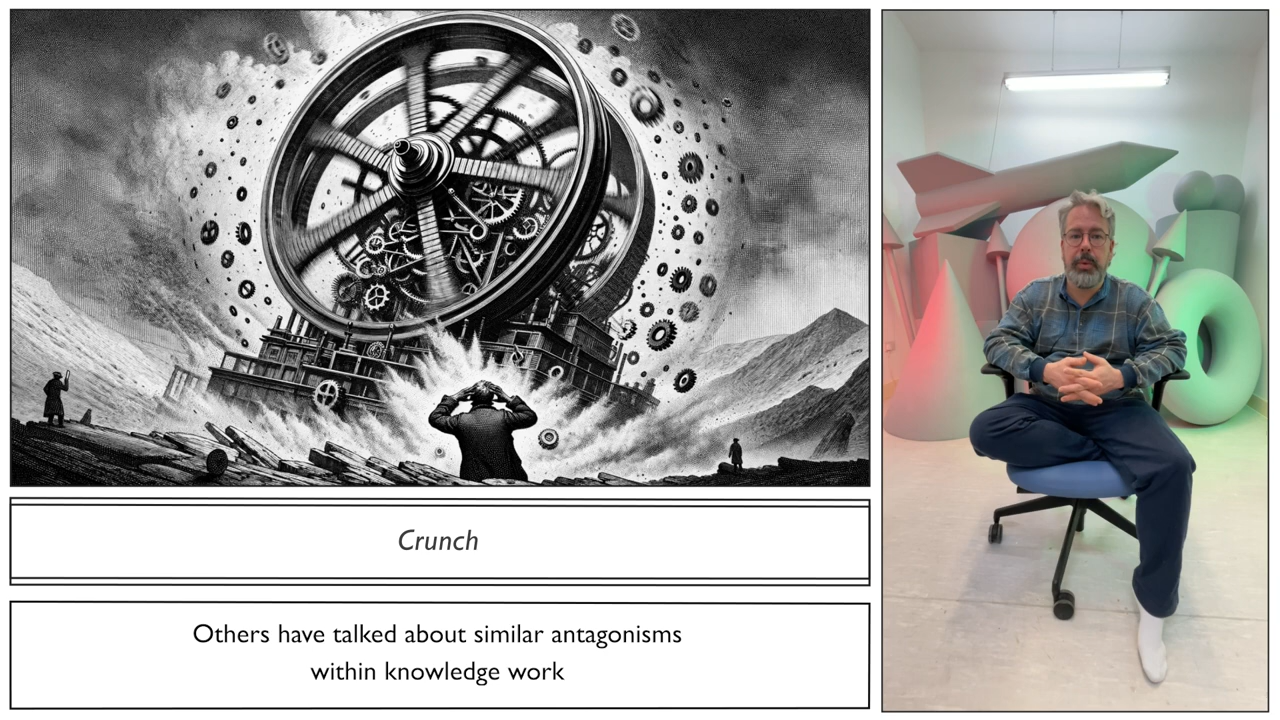 Crunch
Others have talked about similar antagonisms
within knowledge work